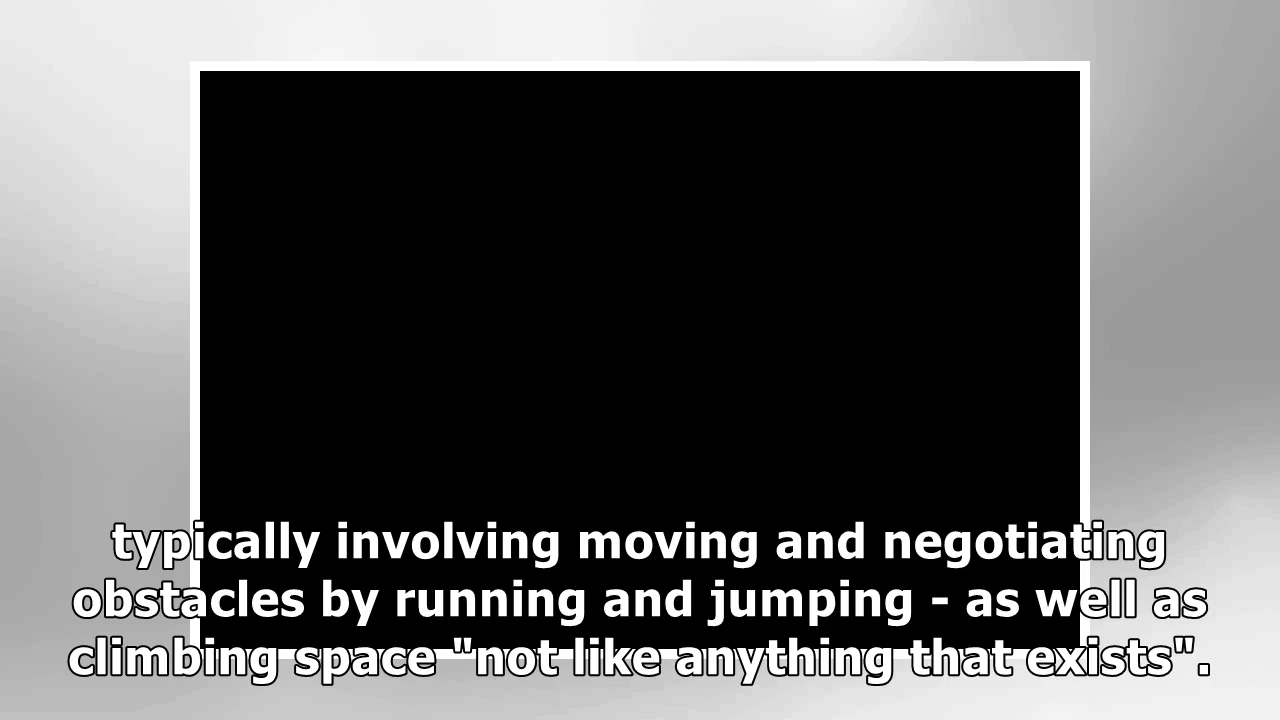 typically involving moving and negotiating
obstacles by running and jumping - as well as
climbing space "not like anything that exists".